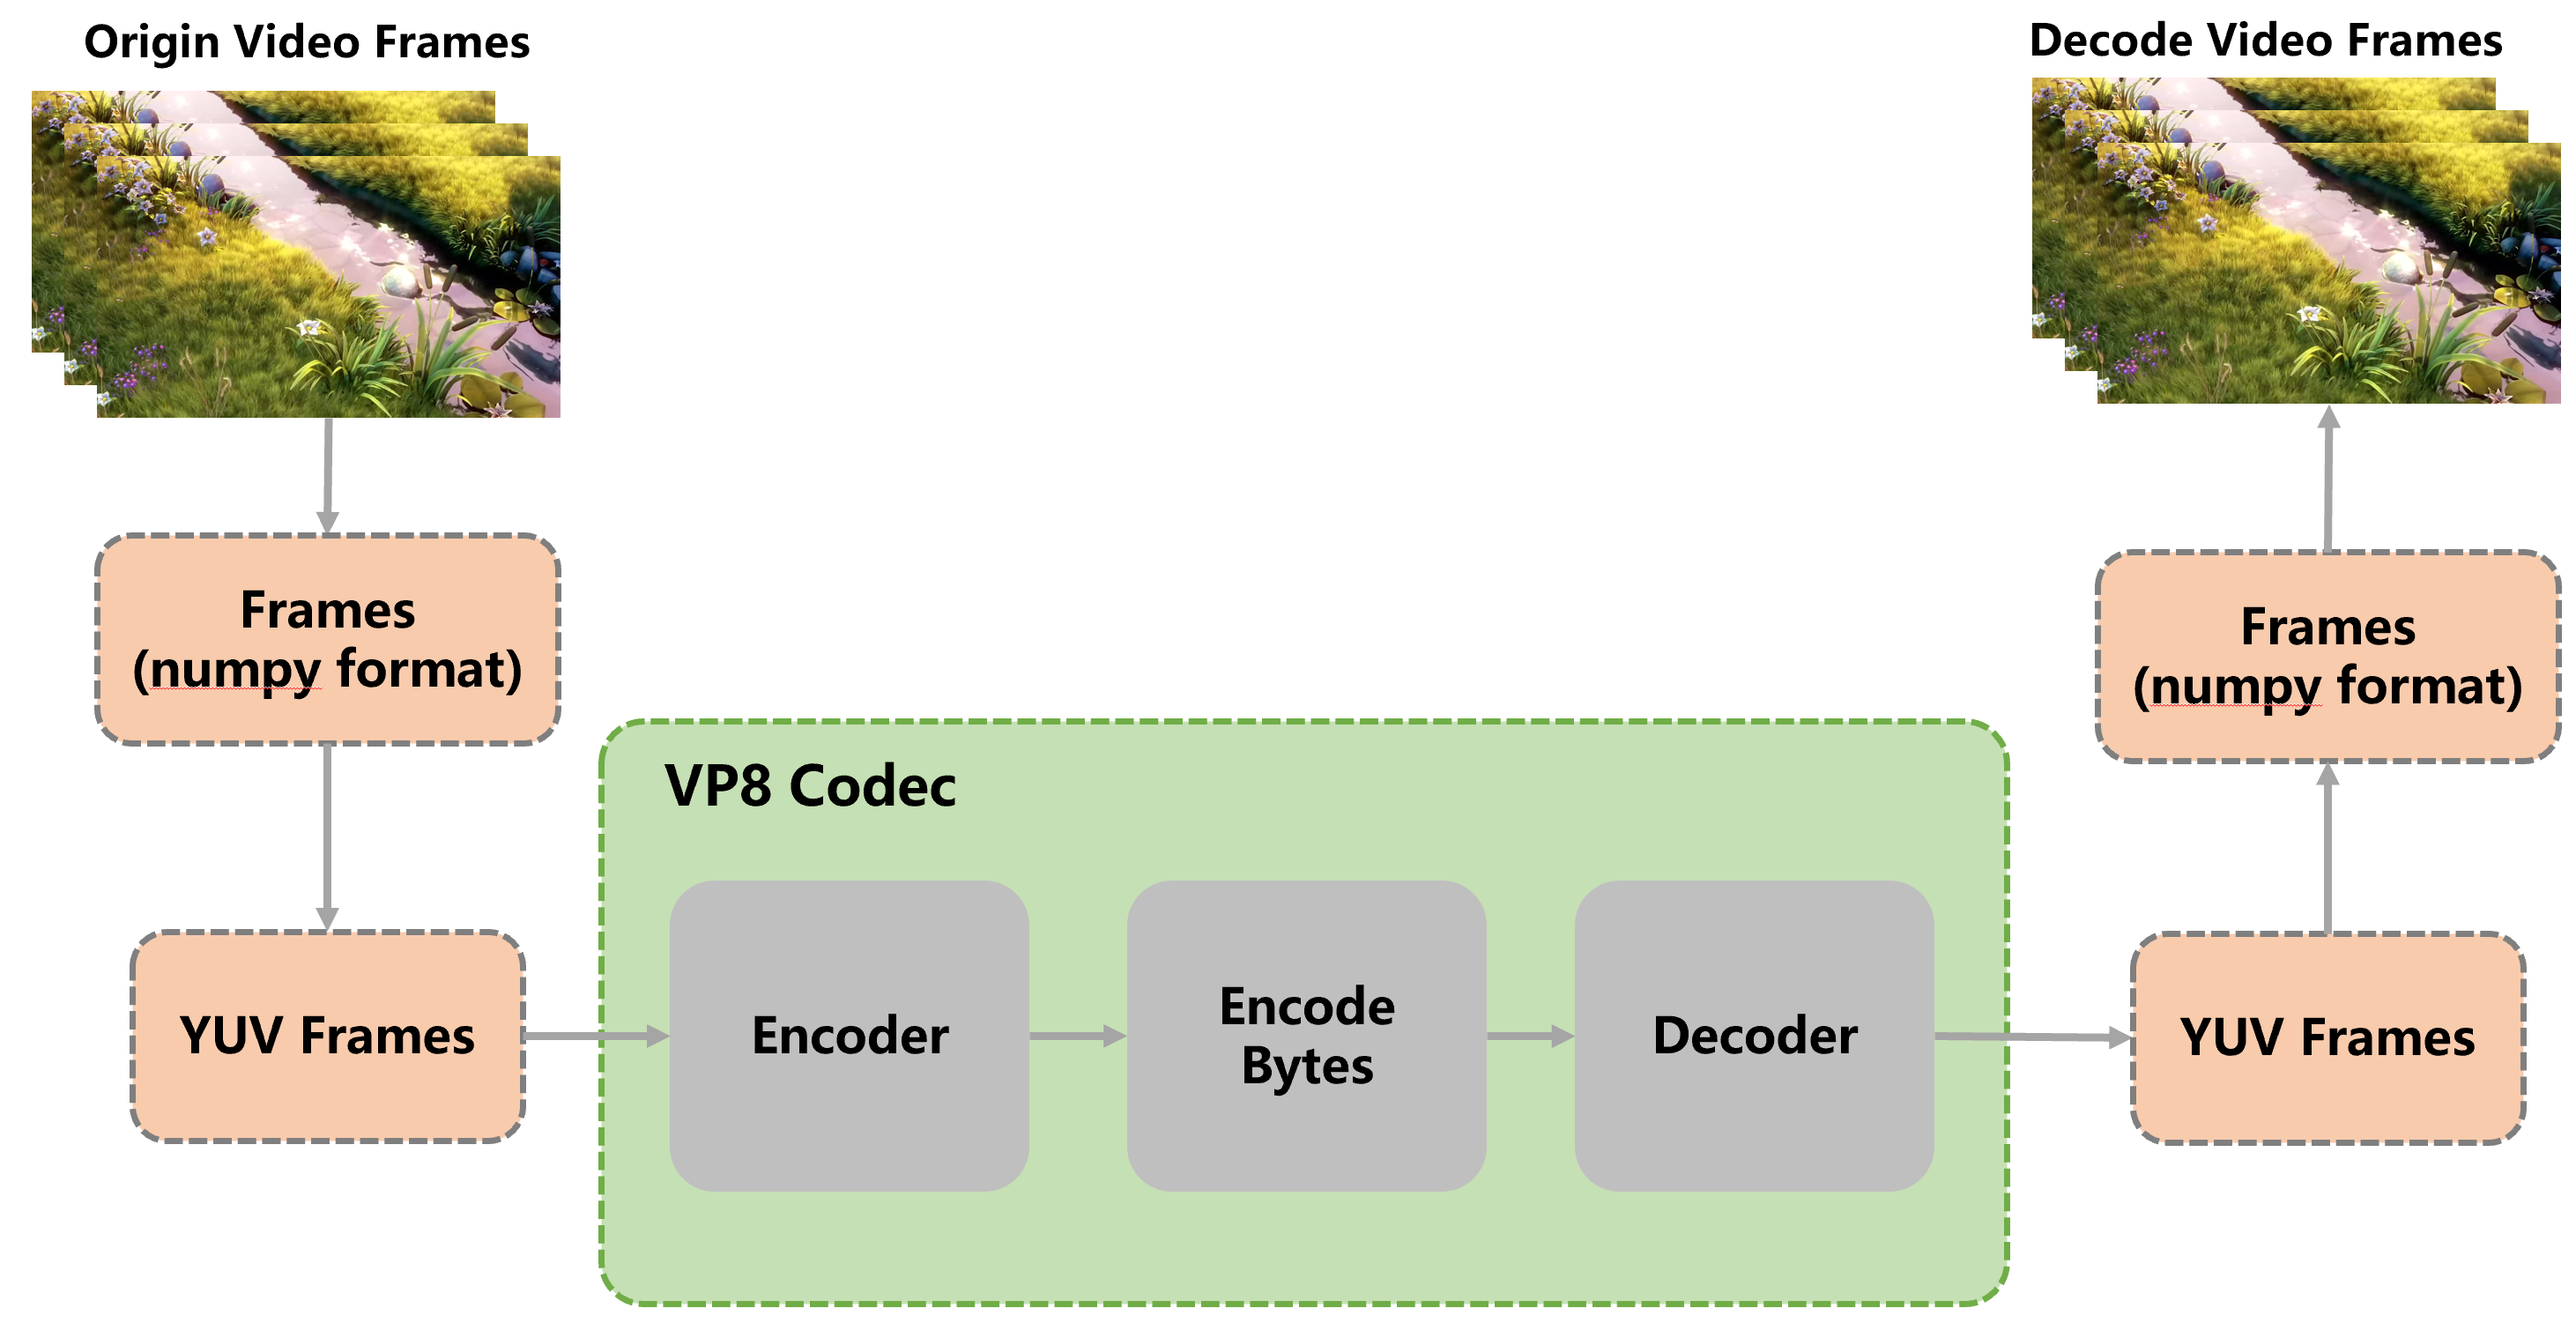 Origin Video Frames
Decode Video Frames
Frames
(numpy format)
Frames
(numpy format)
VP8 Codec
YUV Frames
Encoder
Encode
Bytes
Decoder
YUV Frames